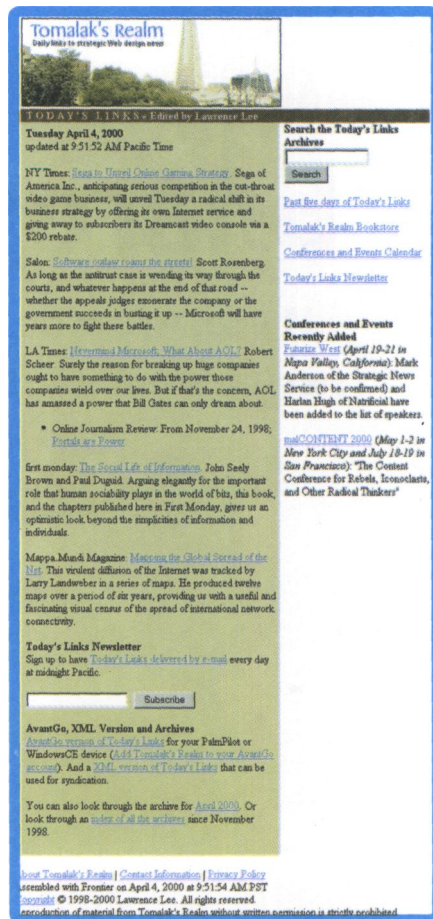 Tomalak's Realm
Daily links to strategic Web design news
TODAY'S LINKS • Edited by Lawrence Lee
Tuesday April 4, 2000
updated at 9:51:52 AM Pacific Time
NY Times: Sega to Unveil Online Gaming Strategy. Sega of
America Inc., anticipating serious competition in the cut-throat
video game business, will unveil Tuesday a radical shift in its
business strategy by offering its own Internet service and
giving away to subscribers its Dreamcast video console via a
$200 rebate.
Salon: Software outlaw roams the streets! Scott Rosenberg.
As long as the antitrust case is wending its way through the
courts, and whatever happens at the end of that road --
whether the appeals judges exonerate the company or the
government succeeds in busting it up -- Microsoft will have
years more to fight these battles.
LA Times: Nevermind Microsoft; What About AOL? Robert
Scheer. Surely the reason for breaking up huge companies
ought to have something to do with the power those
companies wield over our lives. But if that's the concern, AOL
has amassed a power that Bill Gates can only dream about.
• Online Journalism Review: From November 24, 1998;
Portals are Power
first monday: The Social Life of Information. John Seely
Brown and Paul Duguid. Arguing elegantly for the important
role that human sociability plays in the world of bits, this book,
and the chapters published here in First Monday, gives us an
optimistic look beyond the simplicities of information and
individuals.
Mappa.Mundi Magazine: Mapping the Global Spread of the
Net. This virulent diffusion of the Internet was tracked by
Larry Landweber in a series of maps. He produced twelve
maps over a period of six years, providing us with a useful and
fascinating visual census of the spread of international network
connectivity.
Today's Links Newsletter
Sign up to have Today's Links delivered by e-mail every day
at midnight Pacific.
Subscribe
AvantGo, XML Version and Archives
AvantGo version of Today's Links for your PalmPilot or
WindowsCE device (Add Tomalak's Realm to your AvantGo
account). And a XML version of Today's Links that can be
used for syndication.
You can also look through the archive for April 2000. Or
look through an index of all the archives since November
1998.
Search the Today's Links
Archives
Search
Past five days of Today's Links
Tomalak's Realm Bookstore
Conferences and Events Calendar
Today's Links Newsletter
Conferences and Events
Recently Added
Futurize West (April 19-21 in
Napa Valley, California): Mark
Anderson of the Strategic News
Service (to be confirmed) and
Harlan Hugh of Natrificial have
been added to the list of speakers.
malCONTENT 2000 (May 1-2 in
New York City and July 18-19 in
San Francisco): "The Content
Conference for Rebels, Iconoclasts,
and Other Radical Thinkers"
About Tomalak's Realm | Contact Information | Privacy Policy
Assembled with Frontier on April 4, 2000 at 9:51:54 AM PST
Copyright © 1998-2000 Lawrence Lee. All rights reserved
Reproduction of material from Tomalak's Realm without written permission is strictly prohibited